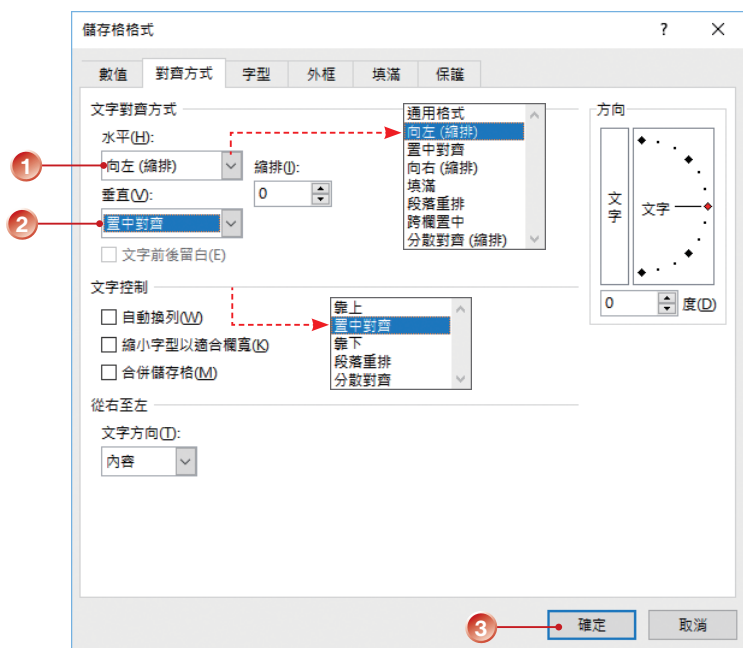 儲存格格式 ? ×
數值 對齊方式 字型 外框 填滿 保護
文字對齊方式
水平(H):
向左 (縮排)
縮排(I):
0
垂直(V):
置中對齊
文字前後留白(E)
通用格式
向左 (縮排)
置中對齊
向右 (縮排)
填滿
段落重排
跨欄置中
分散對齊 (縮排)
方向
文字
文字
0 度(D)
文字控制
自動換列(W)
縮小字型以適合欄寬(K)
合併儲存格(M)
靠上
置中對齊
靠下
段落重排
分散對齊
從右至左
文字方向(T):
內容
1
2
3
確定 取消